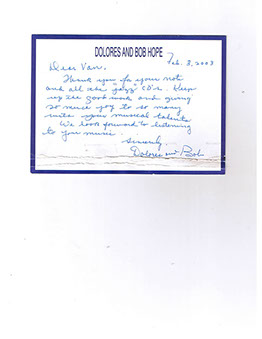 DOLORES AND BOB HOPE
Feb. 3, 2003
Dear Van,
Thank you for your note
and all the jazz CD's. Keep
up the good work and giving
so much joy to so many
with your musical talents.
We look forward to listening
to you music.
Sincerely,
Dolores and Bob